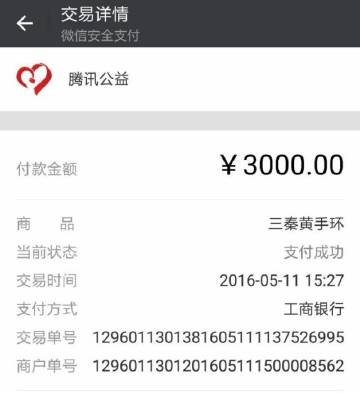 交易详情
微信安全支付
腾讯公益
付款金额 ￥3000.00
商 品 三秦黄手环
当前状态 支付成功
交易时间 2016-05-11 15:27
支付方式 工商银行
交易单号 1296011301381605111137526995
商户单号 1296011301201605111500008562